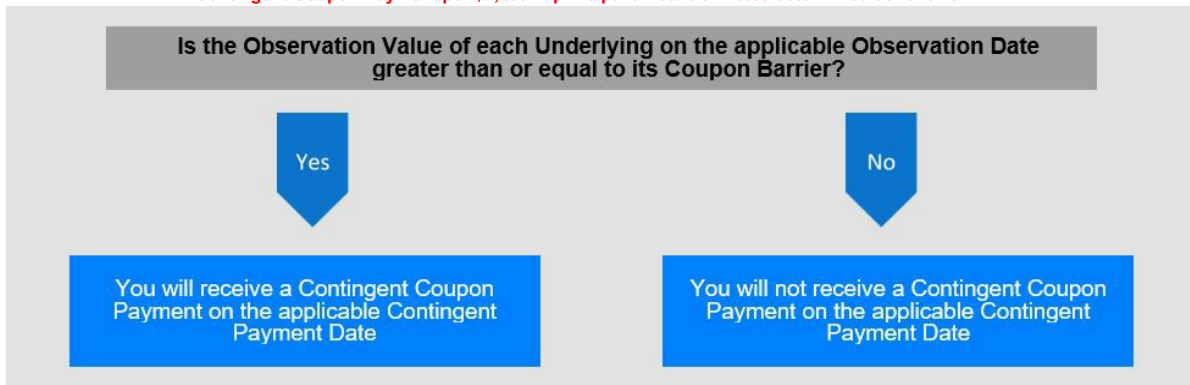 Is the Observation Value of each Underlying on the applicable Observation Date
greater than or equal to its Coupon Barrier?
Yes
No
You will receive a Contingent Coupon
Payment on the applicable Contingent
Payment Date
You will not receive a Contingent Coupon
Payment on the applicable Contingent
Payment Date